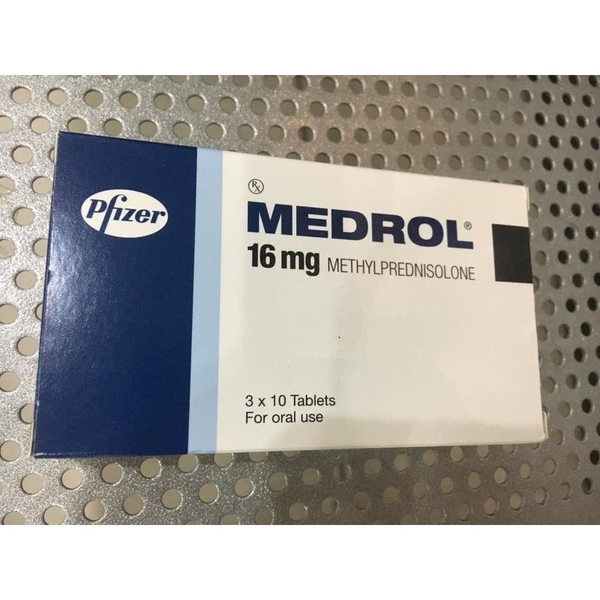 Pfizer
℞
MEDROL®
16 mg METHYLPREDNISOLONE
3 x 10 Tablets
For oral use